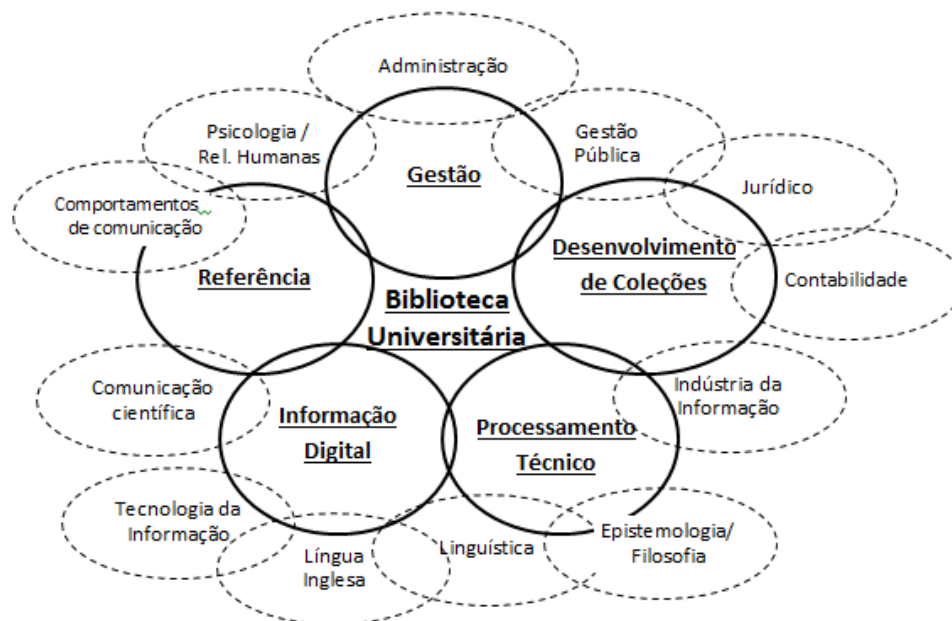 Administração
Psicologia /
Rel. Humanas
Gestão
Pública
Gestão
Jurídico
Comportamentos
de comunicação
Desenvolvimento
de Coleções
Referência
Contabilidade
Biblioteca
Universitária
Comunicação
científica
Indústria da
Informação
Informação
Digital
Processamento
Técnico
Tecnologia da
Informação
Língua
Inglesa
Linguística
Epistemologia/
Filosofia